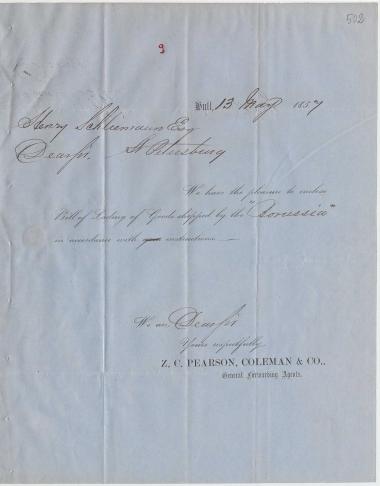 502
9
Hull, 13 May 1857
Henry Schliemann Esq
Dear Sir. St Petersburg
We have the pleasure to enclose
Bill of Lading of Goods shipped by the "Borussia"
in accordance with your instructions.
We are Dear Sir
Yours respectfully
Z. C. PEARSON, COLEMAN & CO.,
General Forwarding Agents.